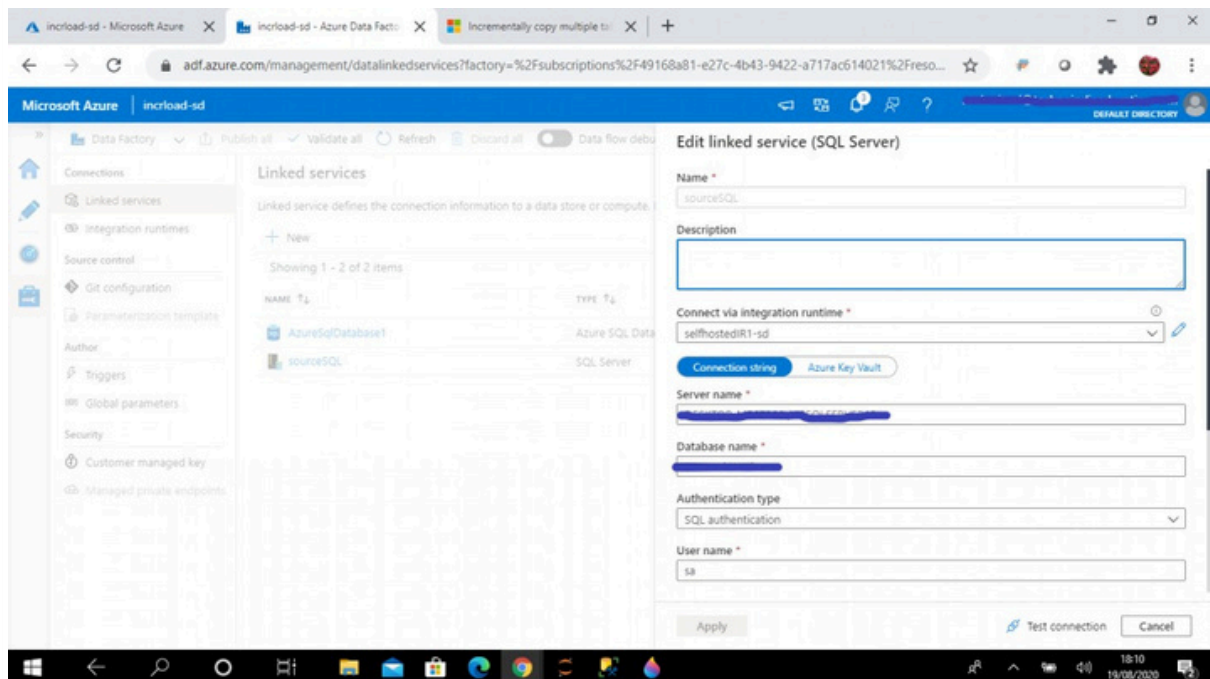 incrload-sd - Microsoft Azure
incrload-sd - Azure Data Facto
Incrementally copy multiple ta
adf.azure.com/management/datalinkedservices?factory=%2Fsubscriptions%2F49168a81-e27c-4b43-9422-a717ac614021%2Freso...
Microsoft Azure incrload-sd
3
DEFAULT DIRECTORY
Data Factory Publish all Validate all Refresh Discard all Data flow debu
Connections
Linked services
Integration runtimes
Source control
Git configuration
Parameterization template
Author
Triggers
Global parameters
Security
Customer managed key
Managed private endpoints
Linked services
Linked service defines the connection information to a data store or compute.
New
Showing 1 - 2 of 2 items
NAME TYPE
AzureSqlDatabase1 Azure SQL Data
sourceSQL SQL Server
Edit linked service (SQL Server)
Name *
sourceSQL
Description
Connect via integration runtime *
selfhostedIR1-sd
Connection string Azure Key Vault
Server name *
Database name *
Authentication type
SQL authentication
User name *
sa
Apply Test connection Cancel
18:10
19/08/2020
2